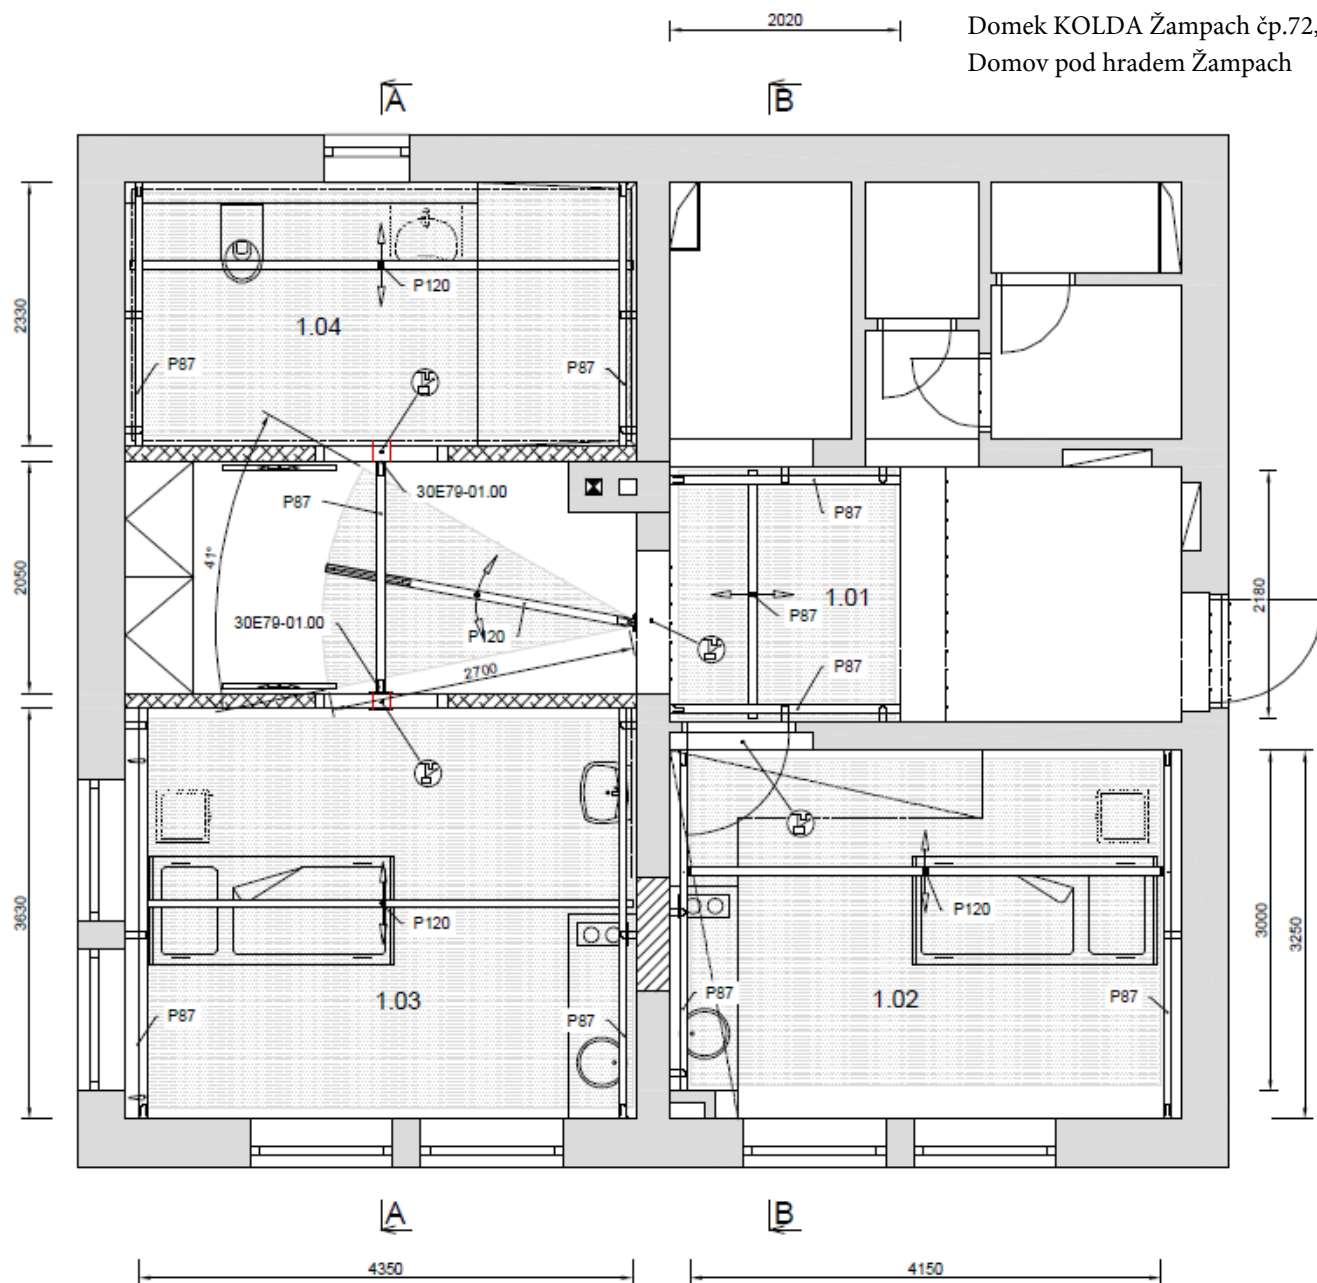 2020
Domek KOLDA Žampach čp.72,
Domov pod hradem Žampach
A
B
2330
P120
1.04
P87
P87
30E79-01.00
P87
P87
41°
2050
1.01
2180
P87
30E79-01.00
P120
P87
2700
3630
P120
P120
3000
3250
1.03
1.02
P87
P87
P87
P87
A
B
4350
4150